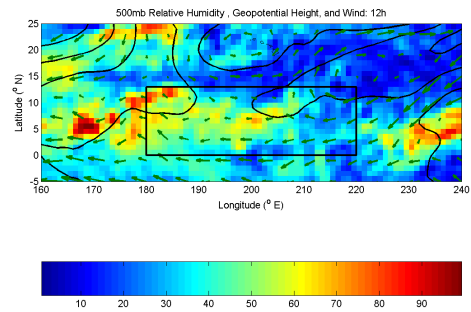 500mb Relative Humidity , Geopotential Height, and Wind: 12h
25
20
15
10
5
0
-5
Latitude (° N)
160 170 180 190 200 210 220 230 240
Longitude (° E)
10 20 30 40 50 60 70 80 90